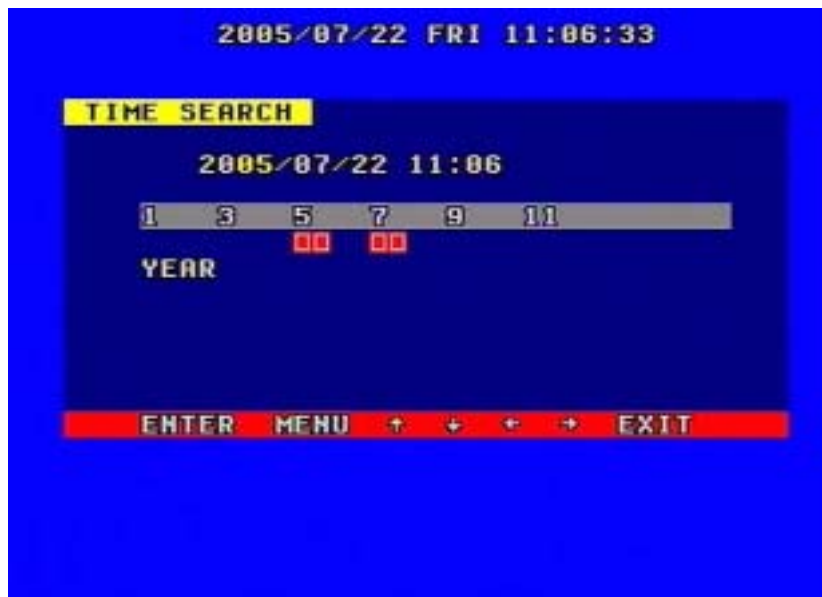 2005/07/22 FRI 11:06:33
TIME SEARCH
2005/07/22 11:06
1 3 5 7 9 11
YEAR
ENTER MENU ↑ ↓ ← → EXIT